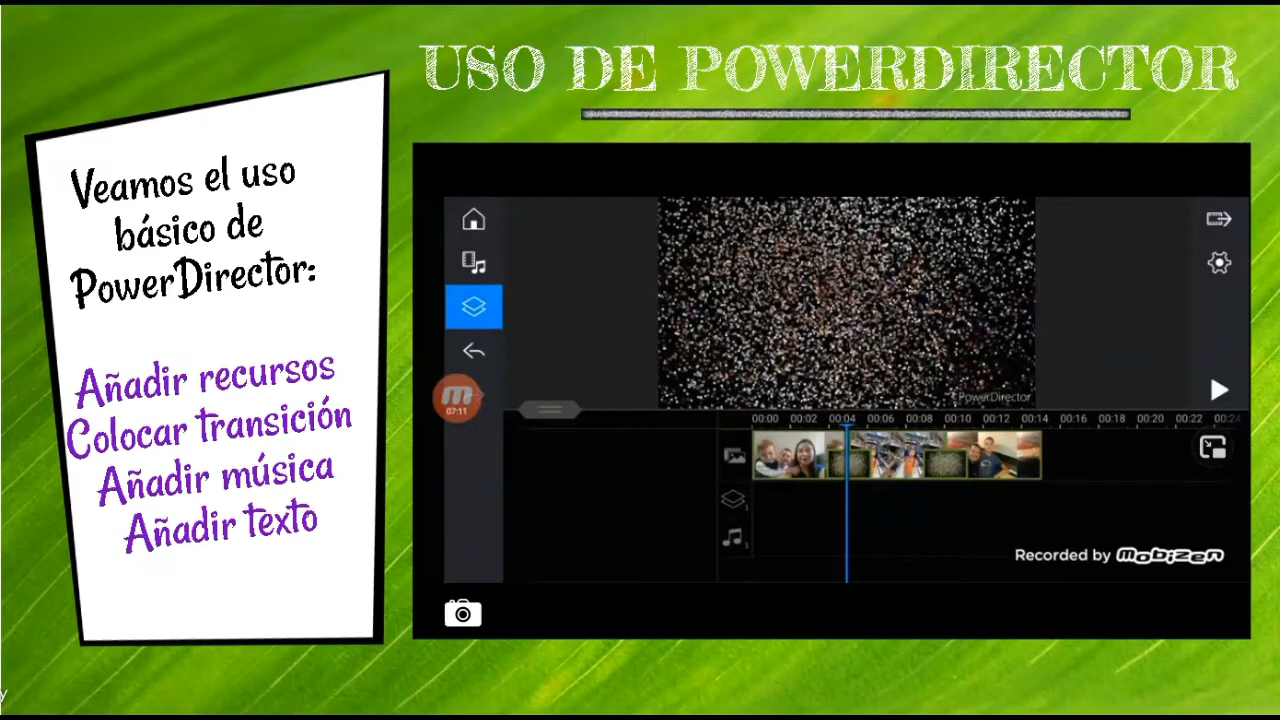 USO DE POWERDIRECTOR
Veamos el uso
básico de
PowerDirector:
Añadir recursos
Colocar transición
Añadir música
Añadir texto
PowerDirector
07:11
00:00 00:02 00:04 00:06 00:08 00:10 00:12 00:14 00:16 00:18 00:20 00:22 00:24
1
1
Recorded by mobizen
y